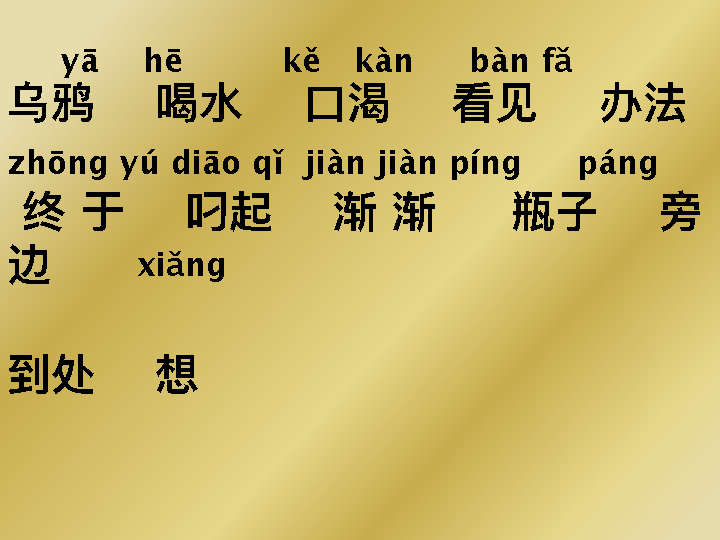 yā hē kě kàn bàn fǎ
乌鸦 喝水 口渴 看见 办法
zhōng yú diāo qǐ jiàn jiàn píng páng
终 于 叼起 渐 渐 瓶子 旁
边 xiǎng
到处 想